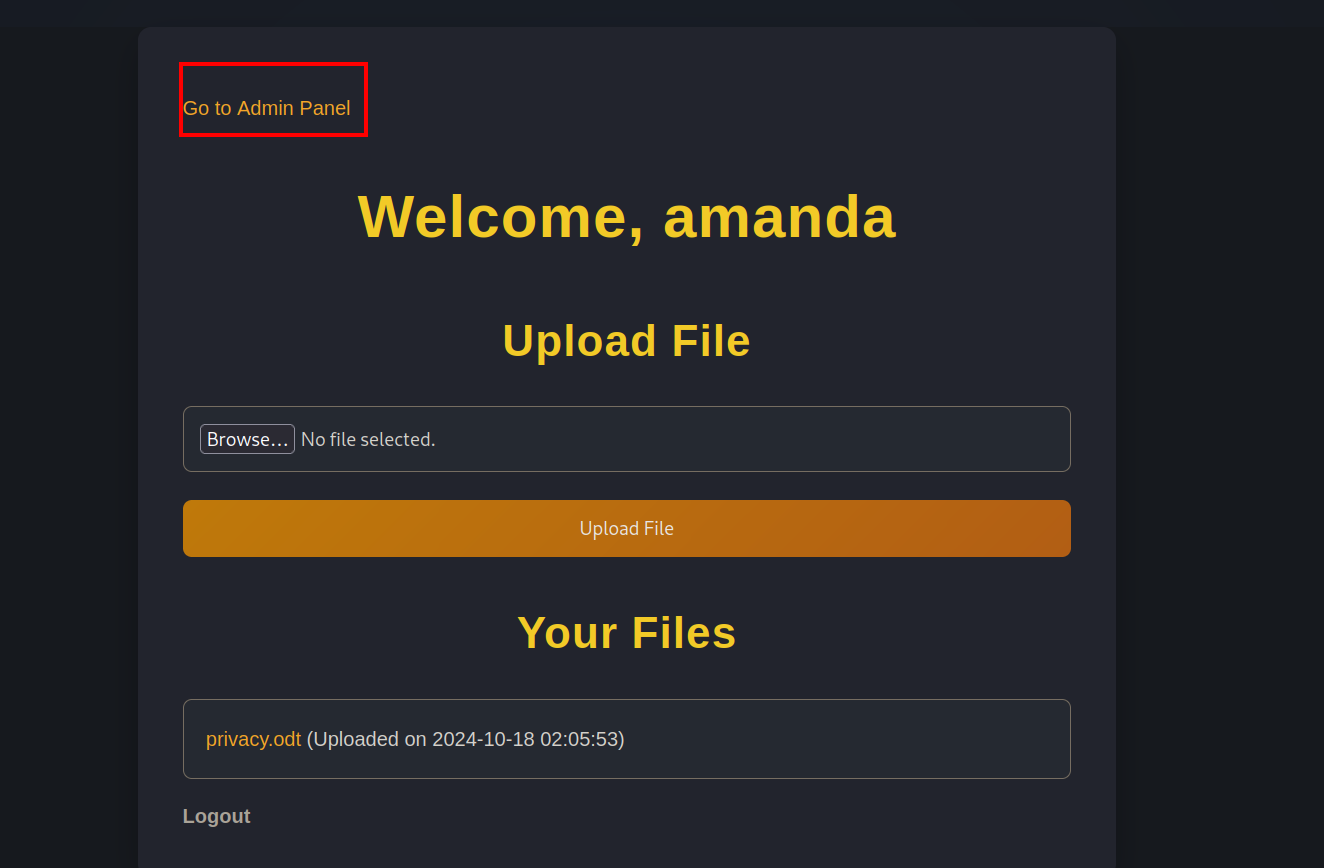 Go to Admin Panel
Welcome, amanda
Upload File
Browse... No file selected.
Upload File
Your Files
privacy.odt (Uploaded on 2024-10-18 02:05:53)
Logout